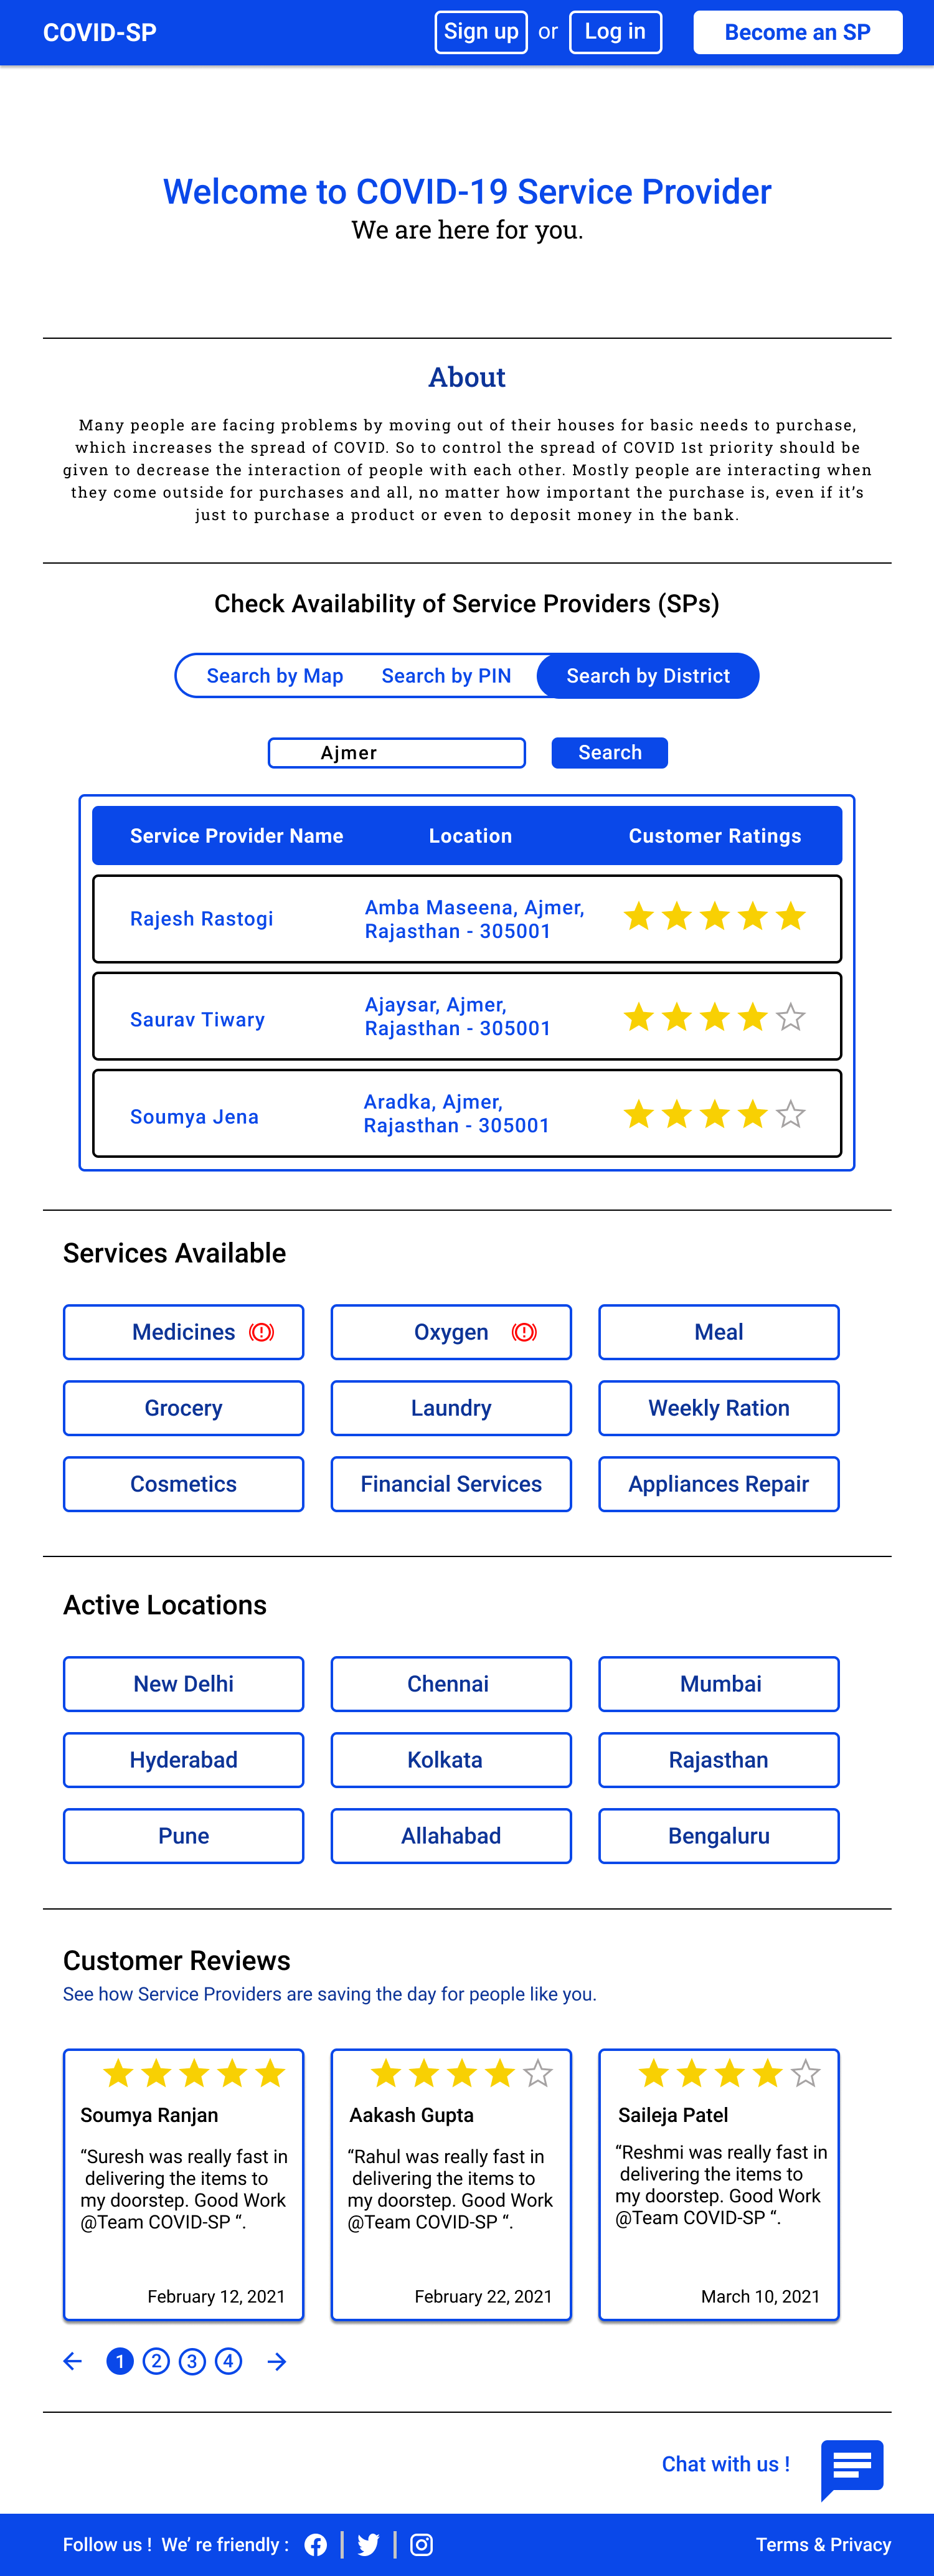 COVID-SP
Sign up or Log in
Become an SP
Welcome to COVID-19 Service Provider
We are here for you.
About
Many people are facing problems by moving out of their houses for basic needs to purchase,
which increases the spread of COVID. So to control the spread of COVID 1st priority should be
given to decrease the interaction of people with each other. Mostly people are interacting when
they come outside for purchases and all, no matter how important the purchase is, even if it’s
just to purchase a product or even to deposit money in the bank.
Check Availability of Service Providers (SPs)
Search by Map Search by PIN Search by District
Ajmer Search
Service Provider Name Location Customer Ratings
Rajesh Rastogi
Amba Maseena, Ajmer,
Rajasthan - 305001
Saurav Tiwary
Ajaysar, Ajmer,
Rajasthan - 305001
Soumya Jena
Aradka, Ajmer,
Rajasthan - 305001
Services Available
Medicines Oxygen Meal
Grocery Laundry Weekly Ration
Cosmetics Financial Services Appliances Repair
Active Locations
New Delhi Chennai Mumbai
Hyderabad Kolkata Rajasthan
Pune Allahabad Bengaluru
Customer Reviews
See how Service Providers are saving the day for people like you.
Soumya Ranjan
“Suresh was really fast in
delivering the items to
my doorstep. Good Work
@Team COVID-SP “.
February 12, 2021
Aakash Gupta
“Rahul was really fast in
delivering the items to
my doorstep. Good Work
@Team COVID-SP “.
February 22, 2021
Saileja Patel
“Reshmi was really fast in
delivering the items to
my doorstep. Good Work
@Team COVID-SP “.
March 10, 2021
1 2 3 4
Chat with us !
Follow us ! We’ re friendly :
Terms & Privacy